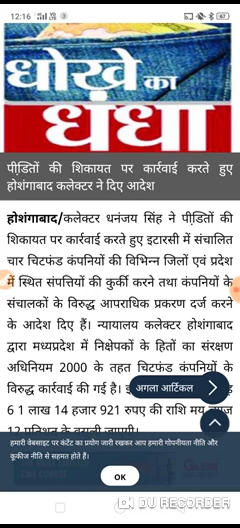 12:16
धोखे का
धंधा
पीडितों की शिकायत पर कार्रवाई करते हुए
होशंगाबाद कलेक्टर ने दिए आदेश
होशंगाबाद/कलेक्टर धनंजय सिंह ने पीडितों की
शिकायत पर कार्रवाई करते हुए इटारसी में संचालित
चार चिटफंड कंपनियों की विभिन्न जिलों एवं प्रदेश
में स्थित संपत्तियों की कुर्की करने तथा कंपनियों के
संचालकों के विरुद्ध आपराधिक प्रकरण दर्ज करने
के आदेश दिए हैं। न्यायालय कलेक्टर होशंगाबाद
द्वारा मध्यप्रदेश में निक्षेपकों के हितों का संरक्षण
अधिनियम 2000 के तहत चिटफंड कंपनियों के
विरुद्ध कार्रवाई की गई है।
अगला आर्टिकल
6 1 लाख 14 हजार 921 रुपए की राशि मय
हमारी वेबसाइट पर कंटेंट का प्रयोग जारी रखकर आप हमारी गोपनीयता नीति और
कूकीज नीति से सहमत होते हैं।
OK
DU RECORDER